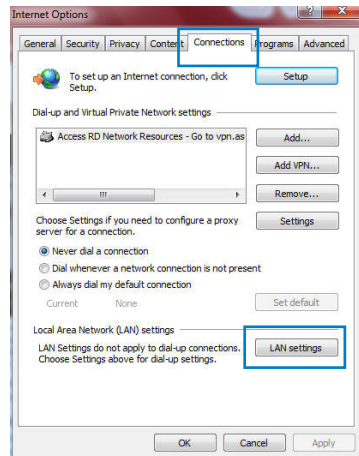 Internet Options
General Security Privacy Content Connections Programs Advanced
To set up an Internet connection, click
Setup.
Setup
Dial-up and Virtual Private Network settings
Access RD Network Resources - Go to vpn.as
Add...
Add VPN...
Remove...
Choose Settings if you need to configure a proxy
server for a connection.
Settings
Never dial a connection
Dial whenever a network connection is not present
Always dial my default connection
Current None
Set default
Local Area Network (LAN) settings
LAN Settings do not apply to dial-up connections.
Choose Settings above for dial-up settings.
LAN settings
OK Cancel Apply